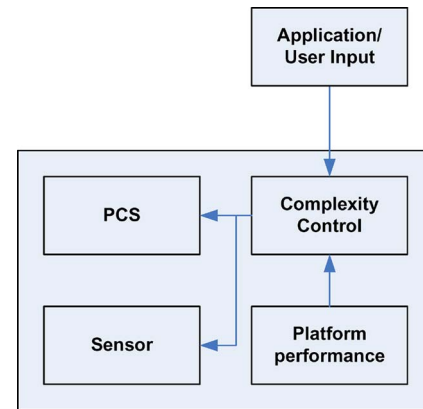 Application/
User Input
PCS
Complexity
Control
Sensor
Platform
performance